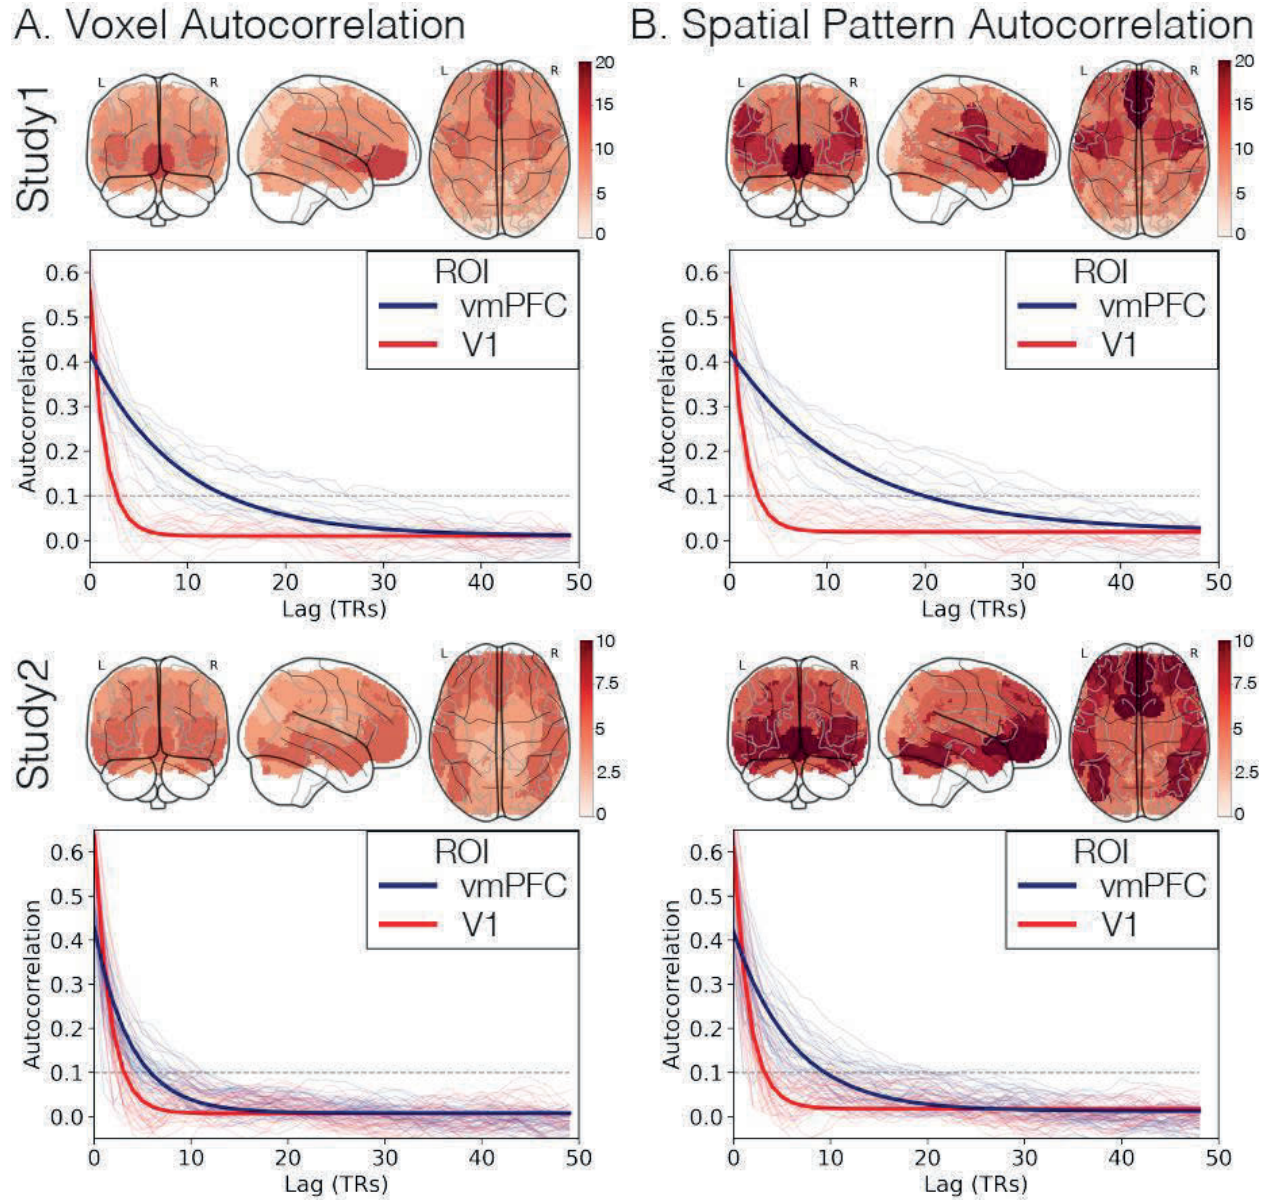 A. Voxel Autocorrelation
B. Spatial Pattern Autocorrelation
Study1
L R
20
15
10
5
0
L R L R
20
15
10
5
0
Autocorrelation
0.6
0.5
0.4
0.3
0.2
0.1
0.0
ROI
vmPFC
V1
0 10 20 30 40 50
Lag (TRs)
Autocorrelation
0.6
0.5
0.4
0.3
0.2
0.1
0.0
ROI
vmPFC
V1
0 10 20 30 40 50
Lag (TRs)
Study2
L R L R
10
7.5
5
2.5
0
L R L R
10
7.5
5
2.5
0
Autocorrelation
0.6
0.5
0.4
0.3
0.2
0.1
0.0
ROI
vmPFC
V1
0 10 20 30 40 50
Lag (TRs)
Autocorrelation
0.6
0.5
0.4
0.3
0.2
0.1
0.0
ROI
vmPFC
V1
0 10 20 30 40 50
Lag (TRs)